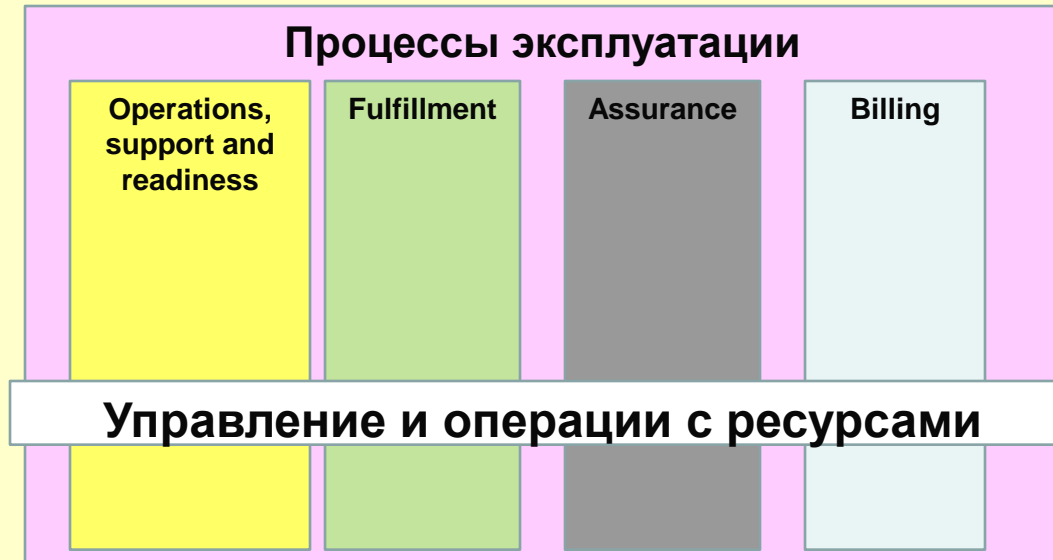 Процессы эксплуатации
Operations,
support and
readiness
Fulfillment
Assurance
Billing
Управление и операции с ресурсами